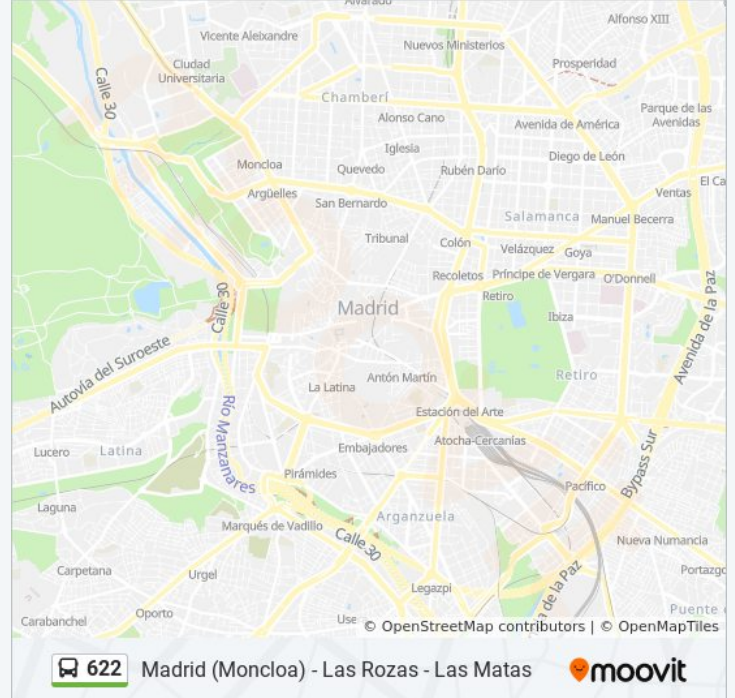 Alvarado
Alfonso XIII
Vicente Aleixandre
Nuevos Ministerios
Ciudad
Universitaria
Prosperidad
Calle 30
Chamberí
Parque de las
Avenidas
Alonso Cano
Avenida de América
Iglesia
Diego de León
Moncloa
Quevedo
Rubén Darío
El Ca
Argüelles
Ventas
San Bernardo
Salamanca
Manuel Becerra
Tribunal
Colón
Velázquez
Goya
Recoletos
Príncipe de Vergara
O'Donnell
Calle 30
Retiro
Madrid
Ibiza
Avenida de la Paz
Autovía del Suroeste
Antón Martín
Retiro
La Latina
Río Manzanares
Estación del Arte
Lucero
Latina
Embajadores
Atocha-Cercanías
Bypass Sur
Pirámides
Pacífico
Laguna
Marqués de Vadillo
Arganzuela
Calle 30
Nueva Numancia
Carpetana
Urgel
Portazgo
Legazpi
a de la Paz
Carabanchel
Oporto
Use
Puente
© OpenStreetMap contributors | © OpenMapTiles
622 Madrid (Moncloa) - Las Rozas - Las Matas moovit